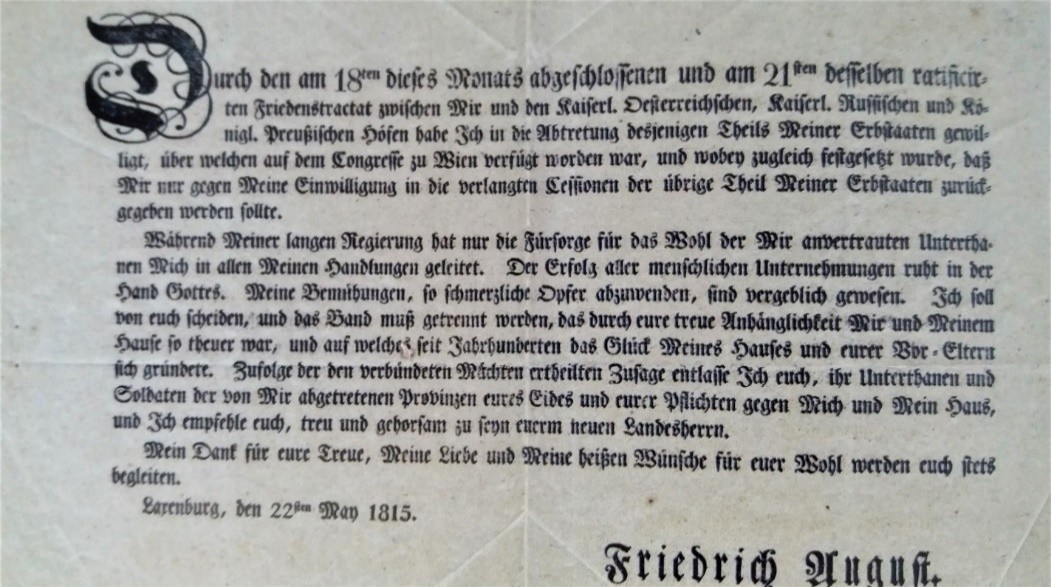 Durch den am 18ten dieses Monats abgeschlossenen und am 21sten desselben ratificir-
ten Friedenstractat zwischen Mir und den Kaiserl. Oesterreichschen, Kaiserl. Russischen und Kö-
nigl. Preußischen Höfen habe Ich in die Abtretung desjenigen Theils Meiner Erbstaaten gewil-
ligt, über welchen auf dem Congresse zu Wien verfügt worden war, und wobey zugleich festgesetzt wurde, daß
Mir nur gegen Meine Einwilligung in die verlangten Cessionen der übrige Theil Meiner Erbstaaten zurück-
gegeben werden sollte.
Während Meiner langen Regierung hat nur die Fürsorge für das Wohl der Mir anvertrauten Untertha-
nen Mich in allen Meinen Handlungen geleitet. Der Erfolg aller menschlichen Unternehmungen ruht in der
Hand Gottes. Meine Bemühungen, so schmerzliche Opfer abzuwenden, sind vergeblich gewesen. Ich soll
von euch scheiden, und das Band muß getrennt werden, das durch eure treue Anhänglichkeit Mir und Meinem
Hause so theuer war, und auf welches seit Jahrhunderten das Glück Meines Hauses und eurer Vor-Eltern
sich gründete. Zufolge der den verbündeten Mächten ertheilten Zusage entlasse Ich euch, ihr Unterthanen und
Soldaten der von Mir abgetretenen Provinzen eures Eides und eurer Pflichten gegen Mich und Mein Haus,
und Ich empfehle euch, treu und gehorsam zu seyn euerm neuen Landesherrn.
Mein Dank für eure Treue, Meine Liebe und Meine heißen Wünsche für euer Wohl werden euch stets
begleiten.
Laxenburg, den 22sten May 1815.
Friedrich August.